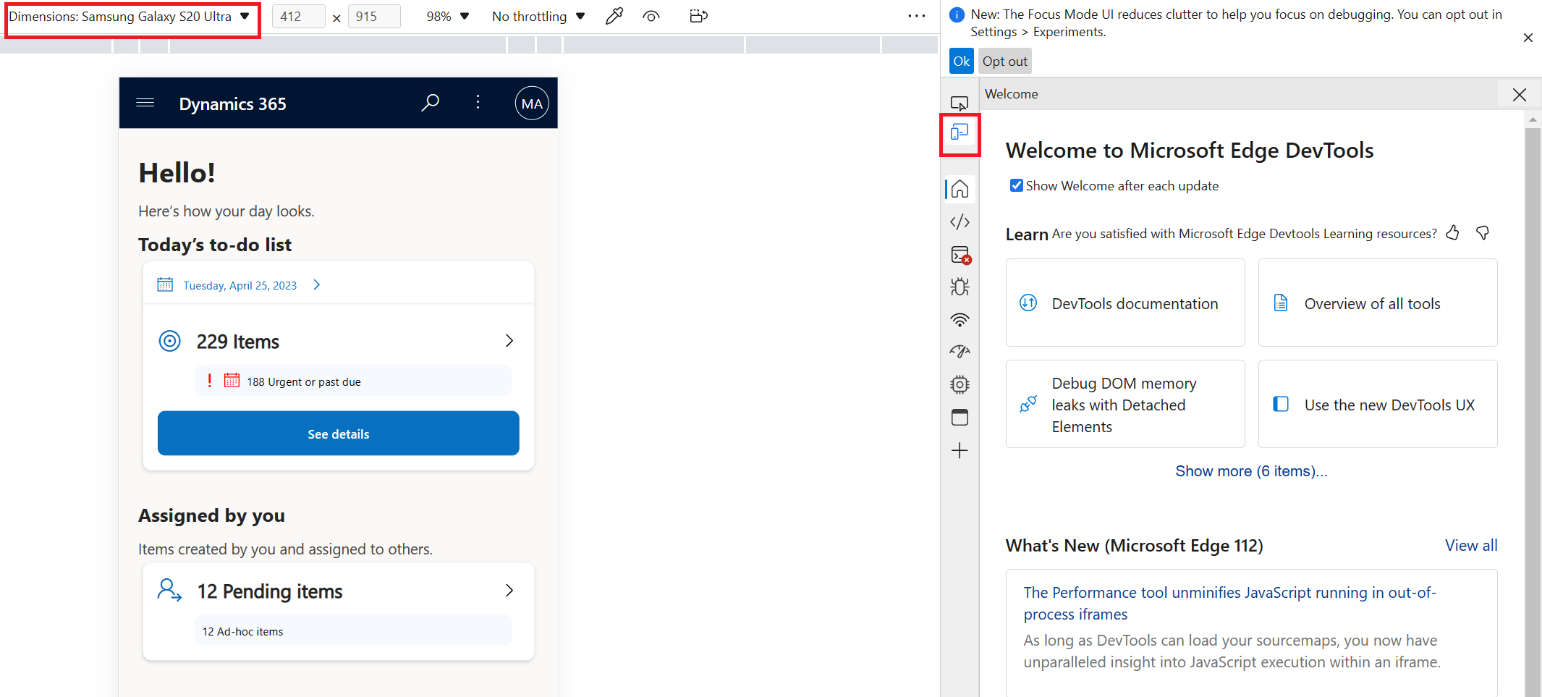 Dimensions: Samsung Galaxy S20 Ultra
412 × 915
98%
No throttling
Dynamics 365
MA
Hello!
Here's how your day looks.
Today's to-do list
Tuesday, April 25, 2023
229 Items
188 Urgent or past due
See details
Assigned by you
Items created by you and assigned to others.
12 Pending items
12 Ad-hoc items
New: The Focus Mode UI reduces clutter to help you focus on debugging. You can opt out in
Settings > Experiments.
Ok
Opt out
Welcome
Welcome to Microsoft Edge DevTools
Show Welcome after each update
Learn Are you satisfied with Microsoft Edge Devtools Learning resources?
DevTools documentation
Overview of all tools
Debug DOM memory
leaks with Detached
Elements
Use the new DevTools UX
Show more (6 items)...
What's New (Microsoft Edge 112)
View all
The Performance tool unminifies JavaScript running in out-of-
process iframes
As long as DevTools can load your sourcemaps, you now have
unparalleled insight into JavaScript execution within an iframe.